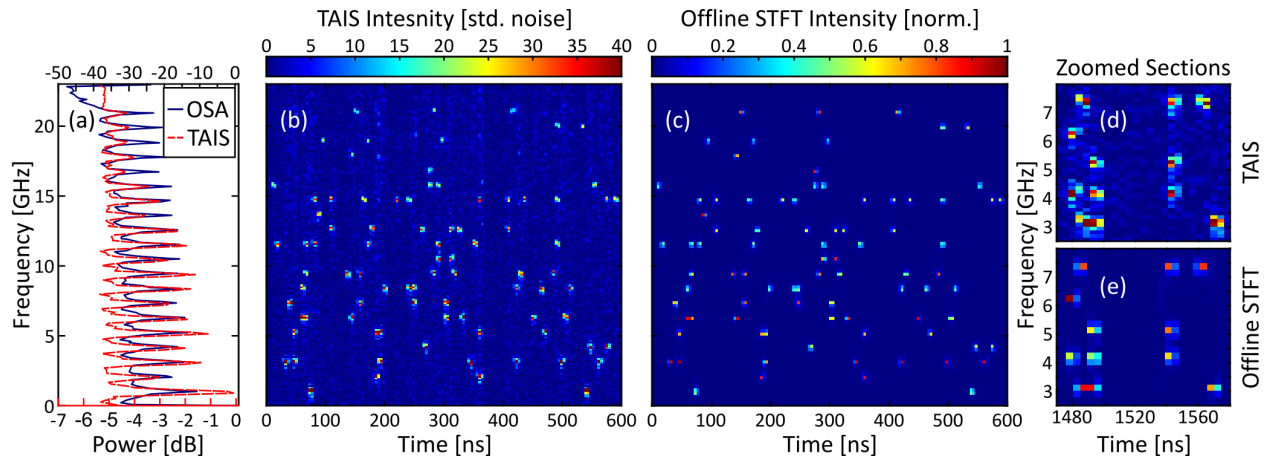 TAIS Intesnity [std. noise]
Offline STFT Intensity [norm.]
-50 -40 -30 -20 -10 0
0 5 10 15 20 25 30 35 40
0 0.2 0.4 0.6 0.8 1
Zoomed Sections
(a)
OSA
TAIS
(b)
(c)
(d)
(e)
Frequency [GHz]
20
15
10
5
0
-7 -6 -5 -4 -3 -2 -1 0
Power [dB]
0 100 200 300 400 500 600
Time [ns]
0 100 200 300 400 500 600
Time [ns]
Frequency [GHz]
7
6
5
4
3
TAIS
7
6
5
4
3
Offline STFT
1480 1520 1560
Time [ns]